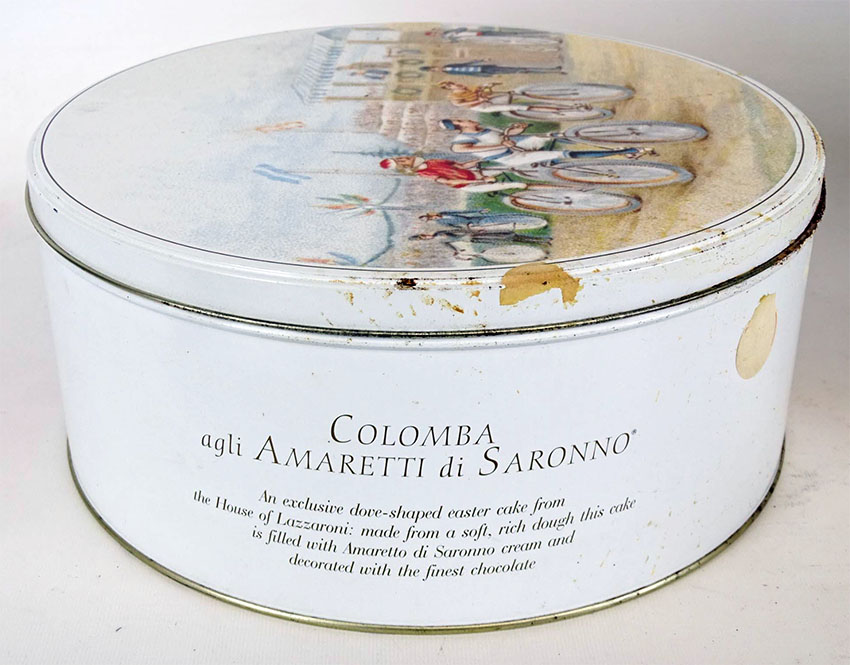 COLOMBA
agli AMARETTI di SARONNO®
An exclusive dove-shaped easter cake from
the House of Lazzaroni: made from a soft, rich dough this cake
is filled with Amaretto di Saronno cream and
decorated with the finest chocolate